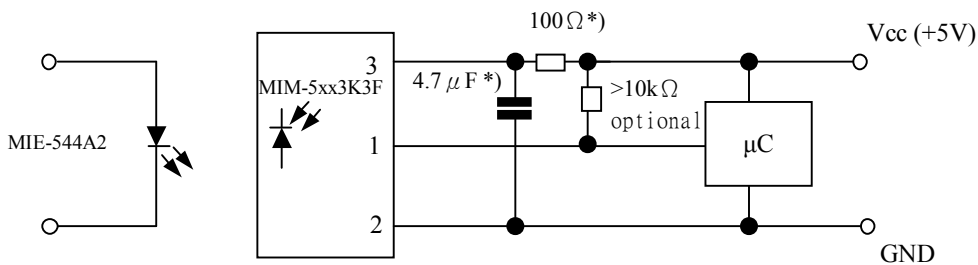 100Ω*)
Vcc (+5V)
3
4.7μF*)
MIM-5xx3K3F
>10kΩ
optional
MIE-544A2
1
μC
2
GND